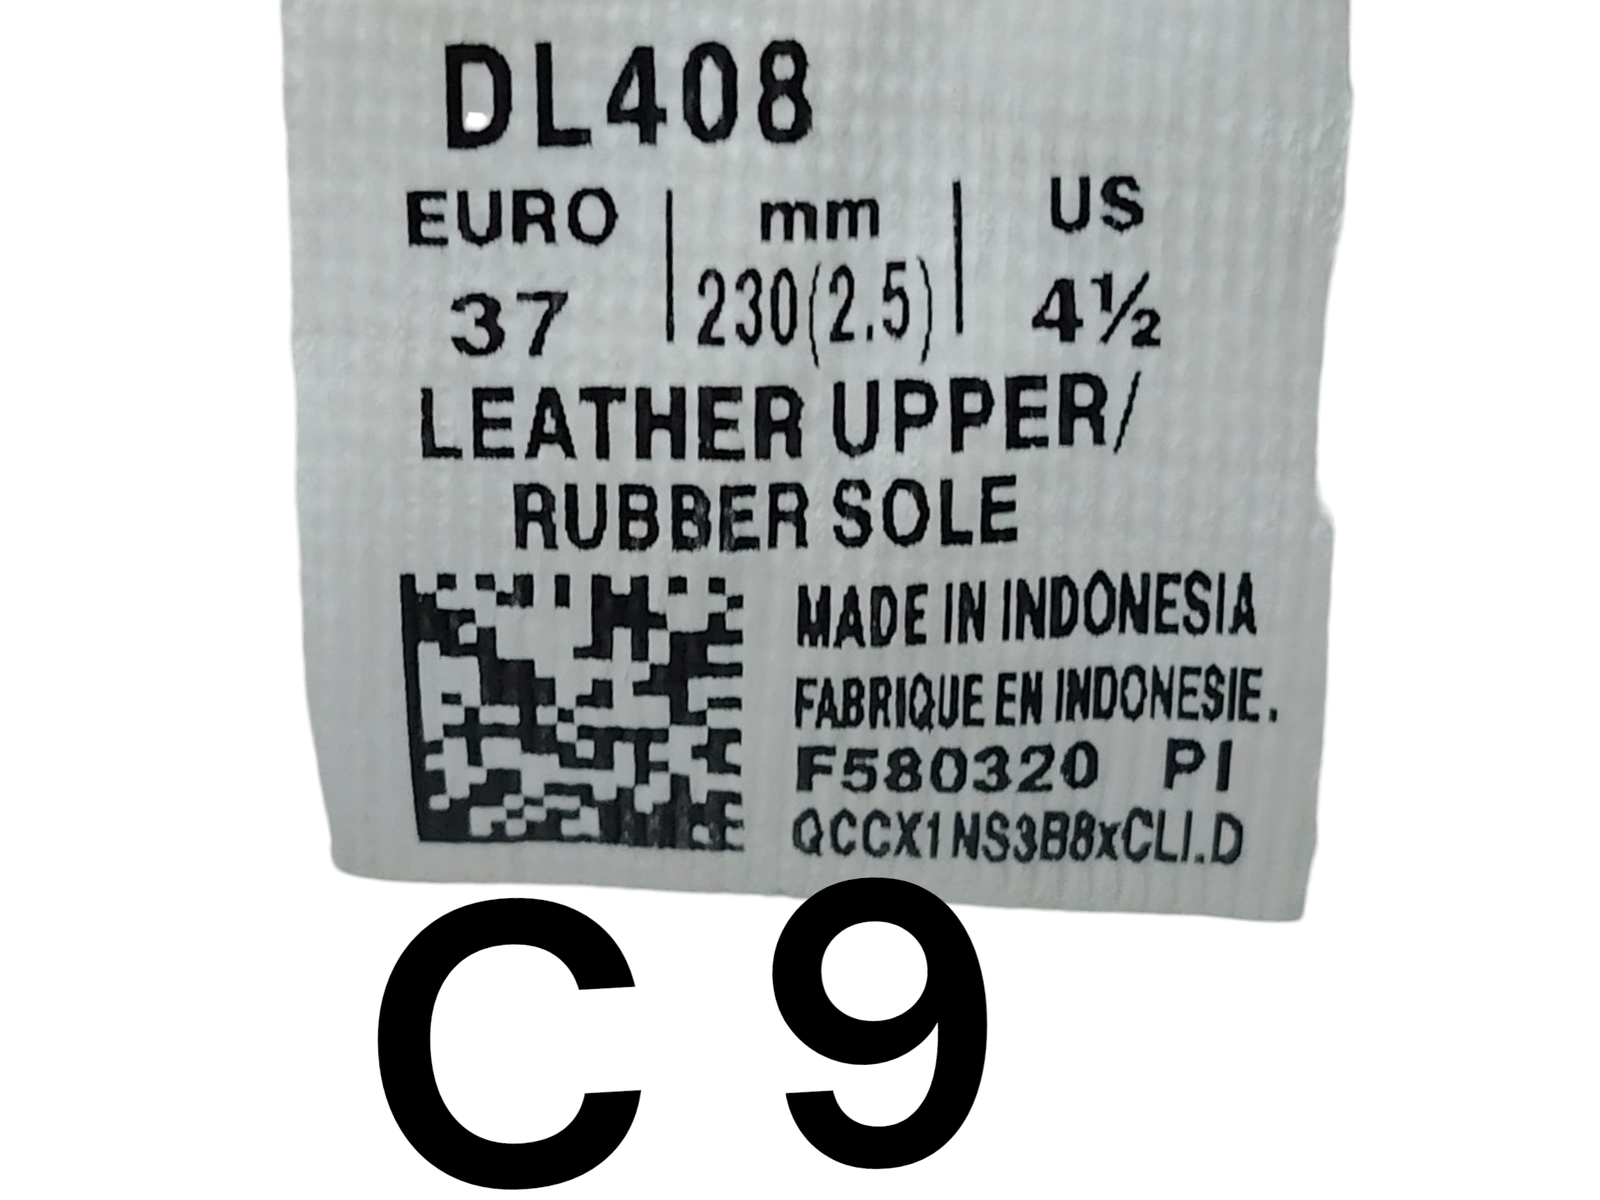 DL408
EURO | mm | US
37 | 230(2.5) | 4½
LEATHER UPPER/
RUBBER SOLE
MADE IN INDONESIA
FABRIQUE EN INDONESIE.
F580320 PI
QCCX1NS3B8xCLI.D
C 9